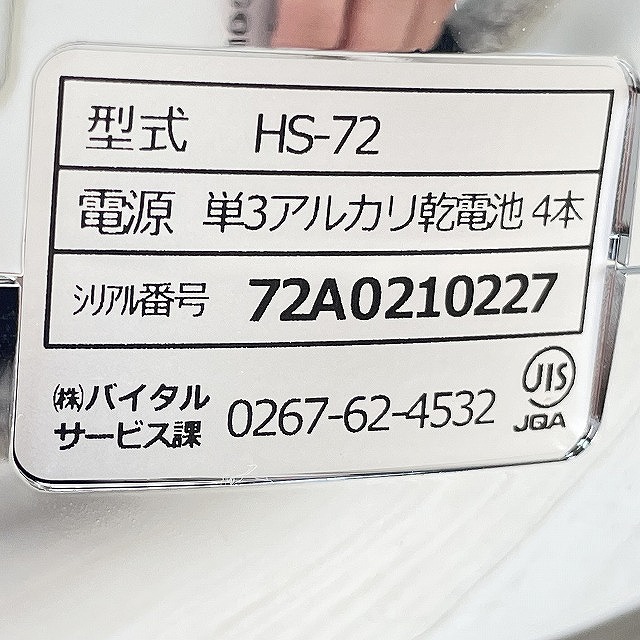 型式 HS-72
電源 単3アルカリ乾電池 4本
シリアル番号 72A0210227
㈱バイタル
サービス課 0267-62-4532
JIS
JQA